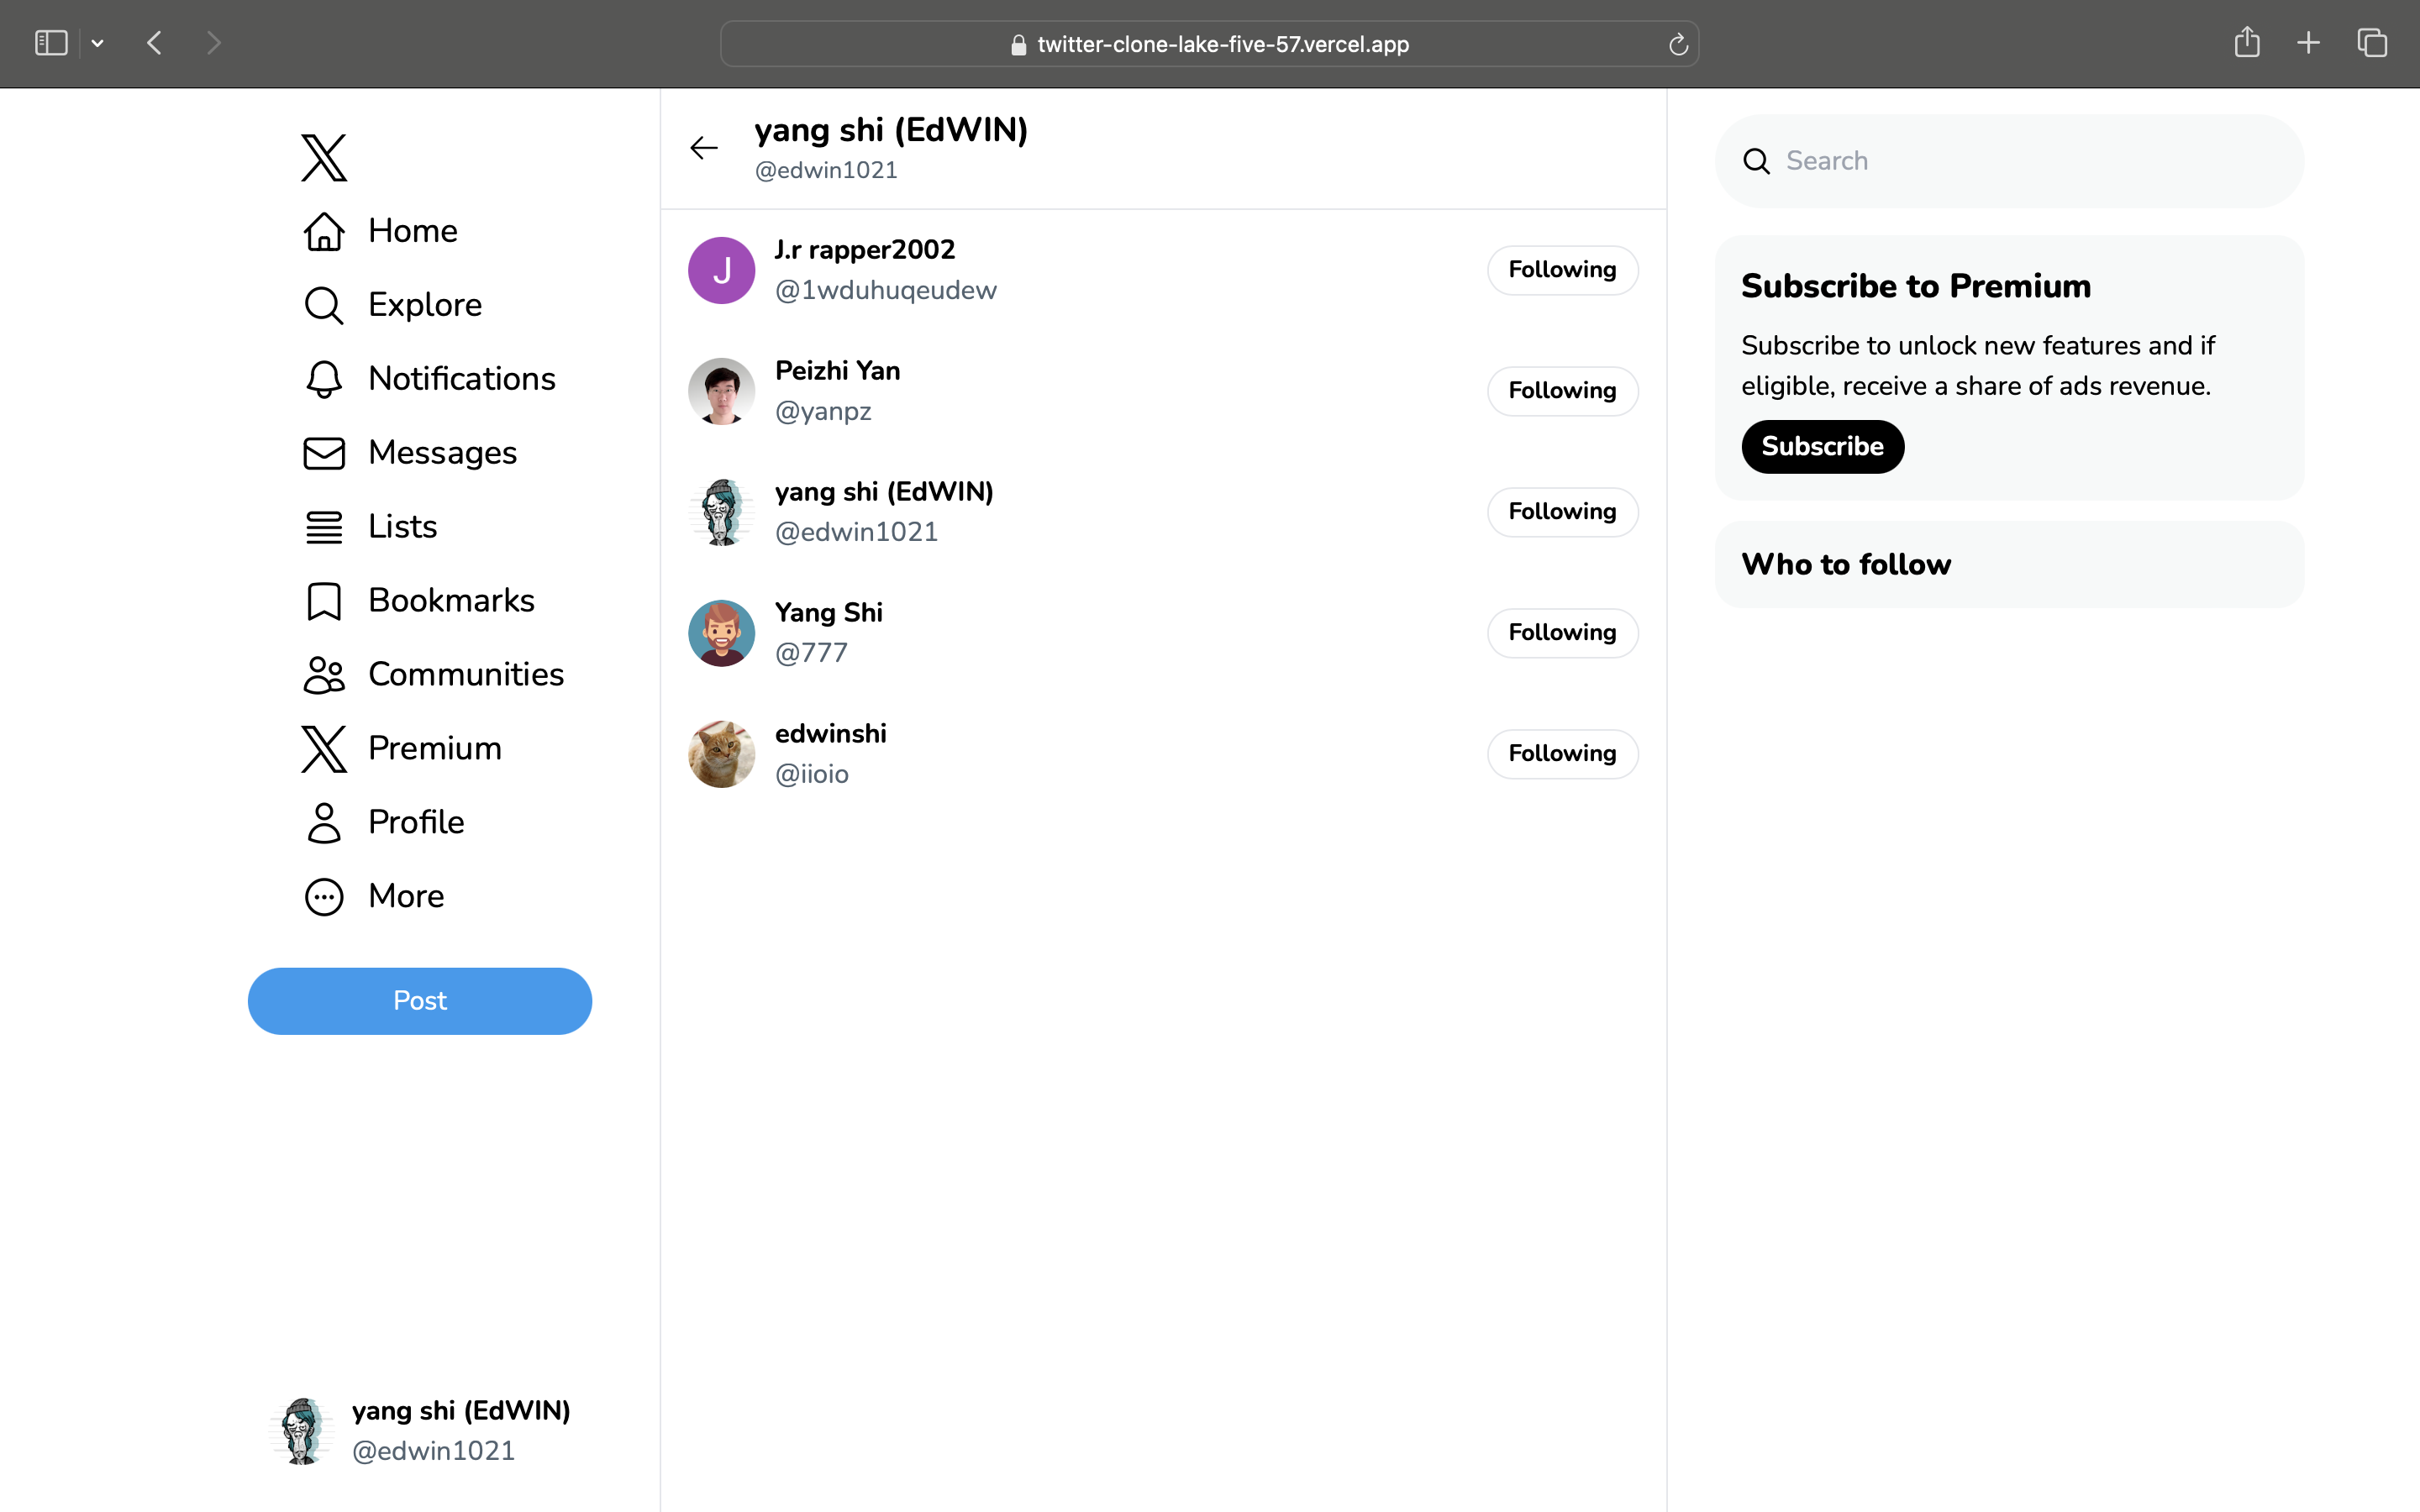 twitter-clone-lake-five-57.vercel.app
Home
Explore
Notifications
Messages
Lists
Bookmarks
Communities
Premium
Profile
More
Post
yang shi (EdWIN)
@edwin1021
yang shi (EdWIN)
@edwin1021
J
J.r rapper2002
@1wduhuqeudew
Following
Peizhi Yan
@yanpz
Following
yang shi (EdWIN)
@edwin1021
Following
Yang Shi
@777
Following
edwinshi
@iioio
Following
Search
Subscribe to Premium
Subscribe to unlock new features and if
eligible, receive a share of ads revenue.
Subscribe
Who to follow